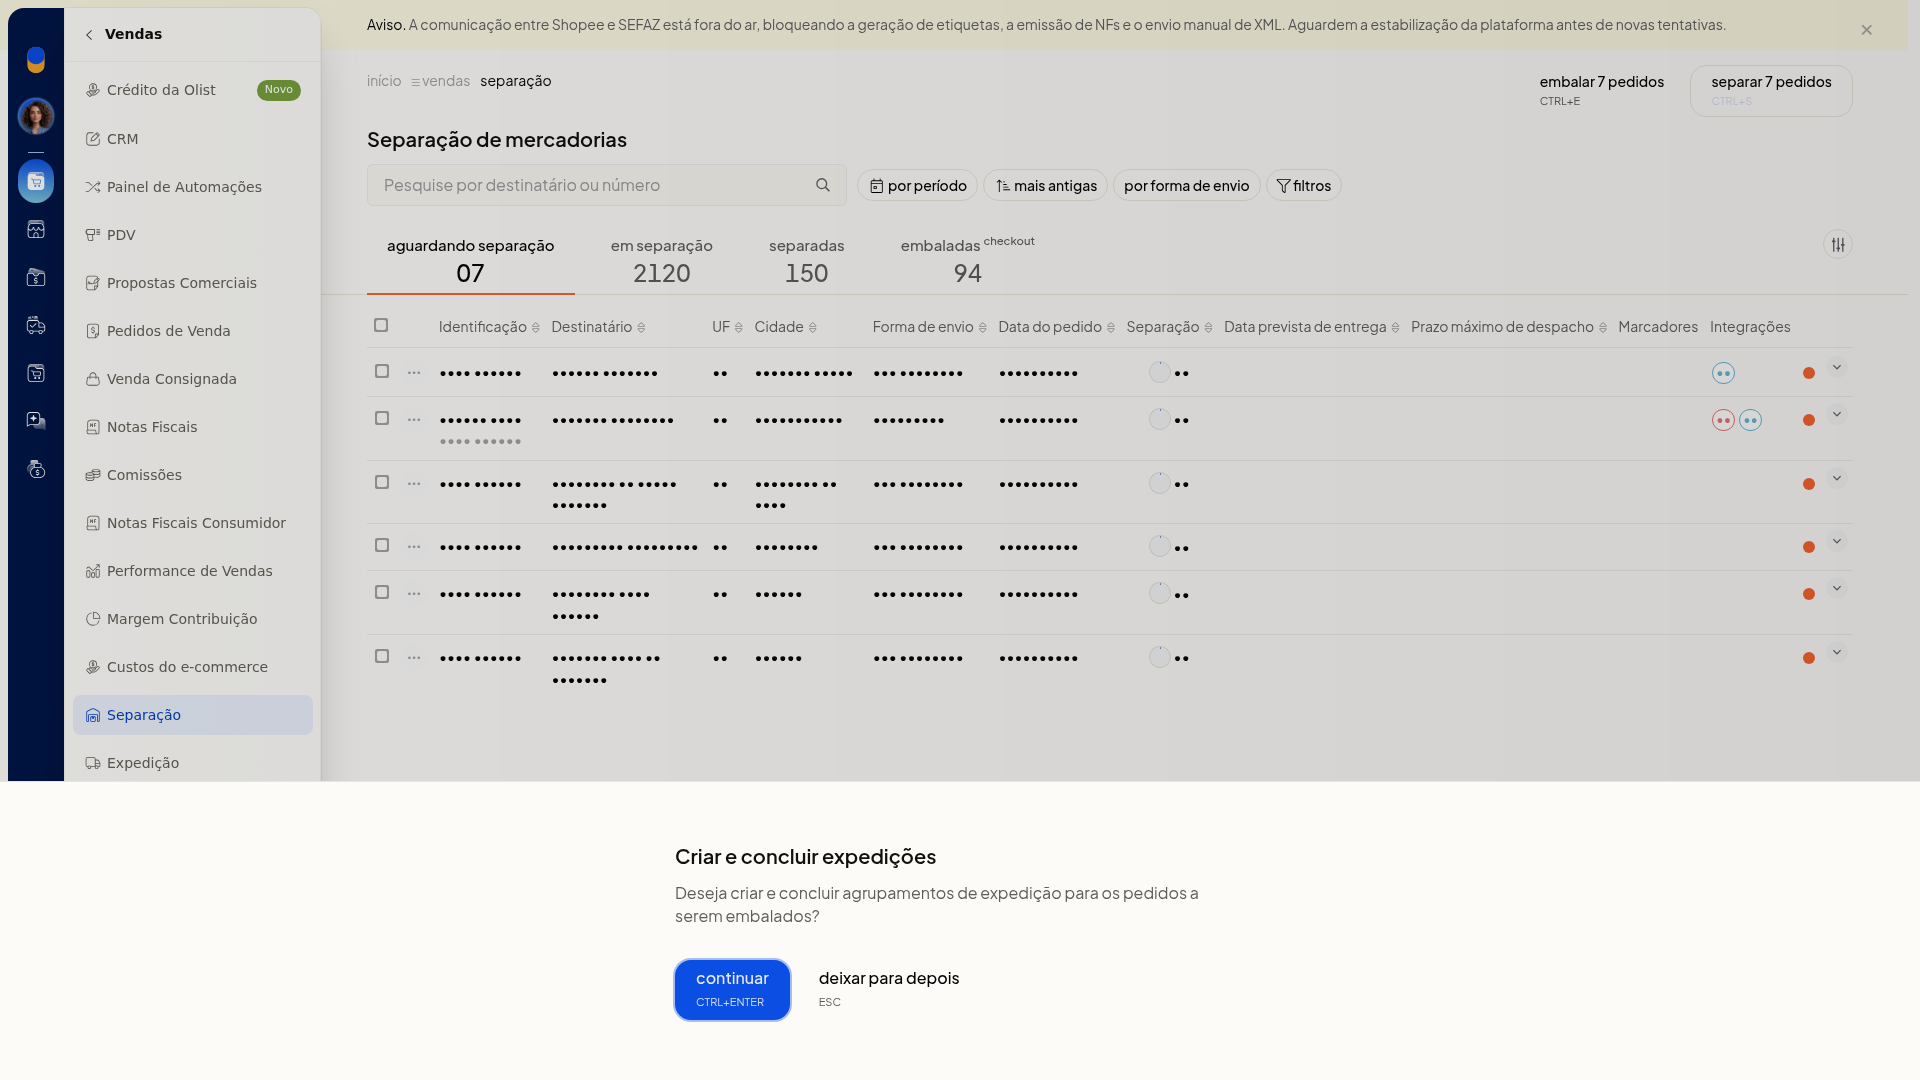 Aviso. A comunicação entre Shopee e SEFAZ está fora do ar, bloqueando a geração de etiquetas, a emissão de NFs e o envio manual de XML. Aguardem a estabilização da plataforma antes de novas tentativas.
Vendas
Crédito da Olist Novo
CRM
Painel de Automações
PDV
Propostas Comerciais
Pedidos de Venda
Venda Consignada
Notas Fiscais
Comissões
Notas Fiscais Consumidor
Performance de Vendas
Margem Contribuição
Custos do e-commerce
Separação
Expedição
início vendas separação
embalar 7 pedidos
CTRL+E
separar 7 pedidos
CTRL+S
Separação de mercadorias
Pesquise por destinatário ou número
por período
mais antigas
por forma de envio
filtros
aguardando separação
07
em separação
2120
separadas
150
embaladas checkout
94
Identificação Destinatário UF Cidade Forma de envio Data do pedido Separação Data prevista de entrega Prazo máximo de despacho Marcadores Integrações
Criar e concluir expedições
Deseja criar e concluir agrupamentos de expedição para os pedidos a
serem embalados?
continuar
CTRL+ENTER
deixar para depois
ESC